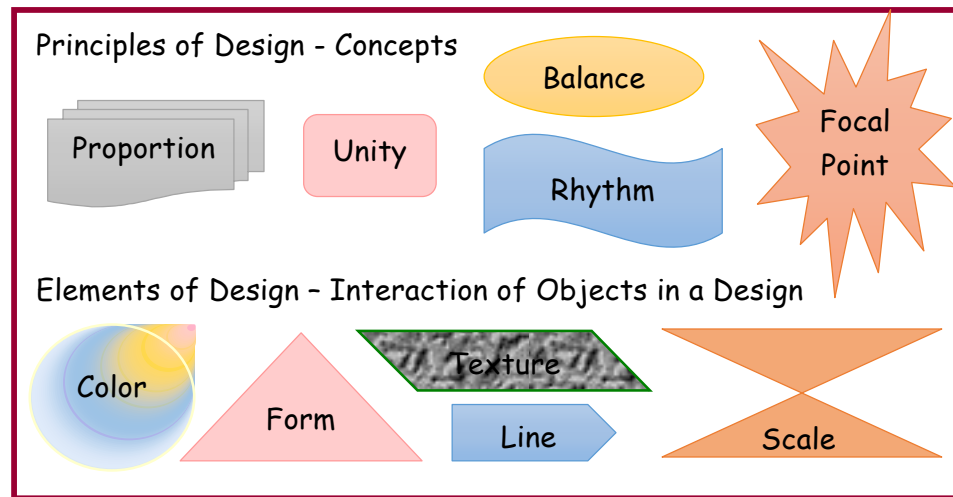 Principles of Design - Concepts
Balance
Focal
Point
Proportion
Unity
Rhythm
Elements of Design – Interaction of Objects in a Design
Color
Form
Texture
Line
Scale